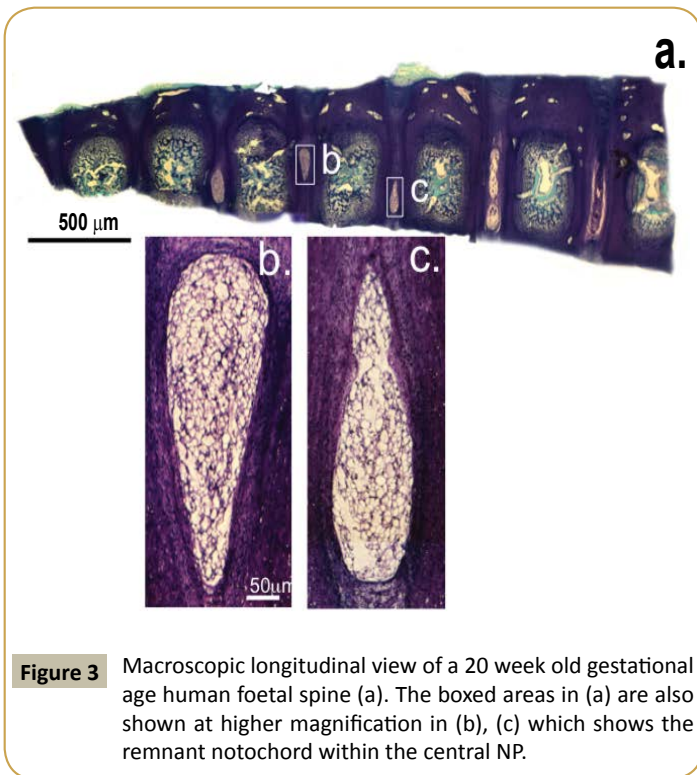 a.
b
c
500 μm
b.
c.
50μm
Figure 3 Macroscopic longitudinal view of a 20 week old gestational
age human foetal spine (a). The boxed areas in (a) are also
shown at higher magnification in (b), (c) which shows the
remnant notochord within the central NP.